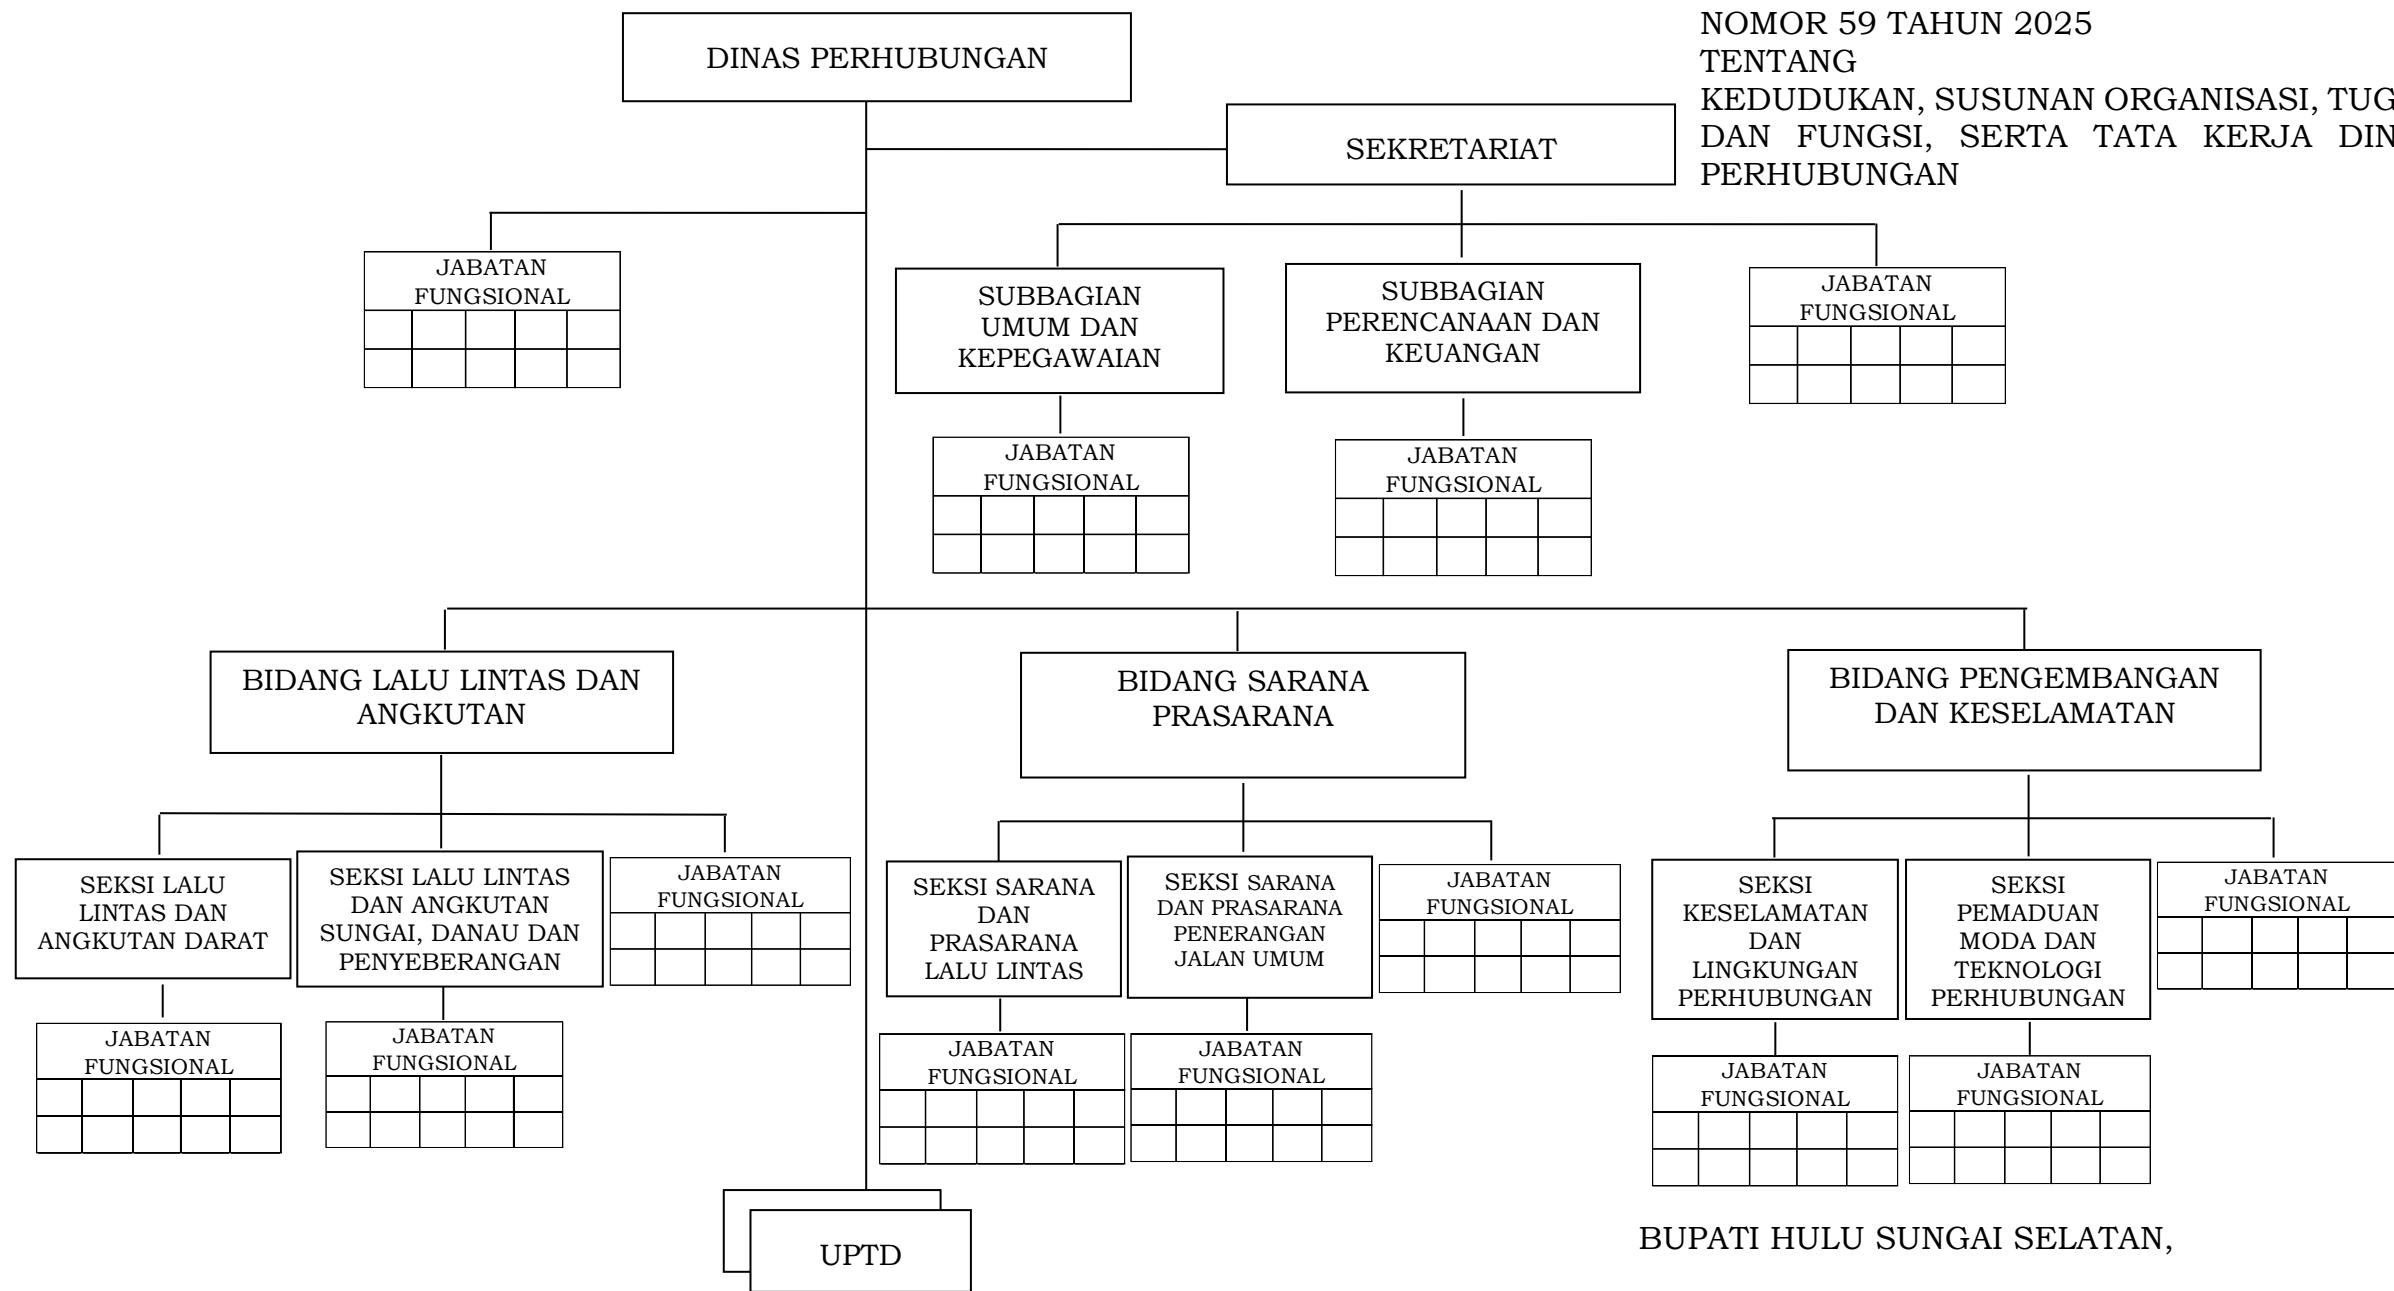 NOMOR 59 TAHUN 2025
TENTANG
KEDUDUKAN, SUSUNAN ORGANISASI, TUG
DAN FUNGSI, SERTA TATA KERJA DIN
PERHUBUNGAN
DINAS PERHUBUNGAN
SEKRETARIAT
JABATAN
FUNGSIONAL
SUBBAGIAN
UMUM DAN
KEPEGAWAIAN
SUBBAGIAN
PERENCANAAN DAN
KEUANGAN
JABATAN
FUNGSIONAL
JABATAN
FUNGSIONAL
JABATAN
FUNGSIONAL
BIDANG LALU LINTAS DAN
ANGKUTAN
BIDANG SARANA
PRASARANA
BIDANG PENGEMBANGAN
DAN KESELAMATAN
SEKSI LALU
LINTAS DAN
ANGKUTAN DARAT
SEKSI LALU LINTAS
DAN ANGKUTAN
SUNGAI, DANAU DAN
PENYEBERANGAN
JABATAN
FUNGSIONAL
SEKSI SARANA
DAN
PRASARANA
LALU LINTAS
SEKSI SARANA
DAN PRASARANA
PENERANGAN
JALAN UMUM
JABATAN
FUNGSIONAL
SEKSI
KESELAMATAN
DAN
LINGKUNGAN
PERHUBUNGAN
SEKSI
PEMADUAN
MODA DAN
TEKNOLOGI
PERHUBUNGAN
JABATAN
FUNGSIONAL
JABATAN
FUNGSIONAL
JABATAN
FUNGSIONAL
JABATAN
FUNGSIONAL
JABATAN
FUNGSIONAL
JABATAN
FUNGSIONAL
JABATAN
FUNGSIONAL
UPTD
BUPATI HULU SUNGAI SELATAN,